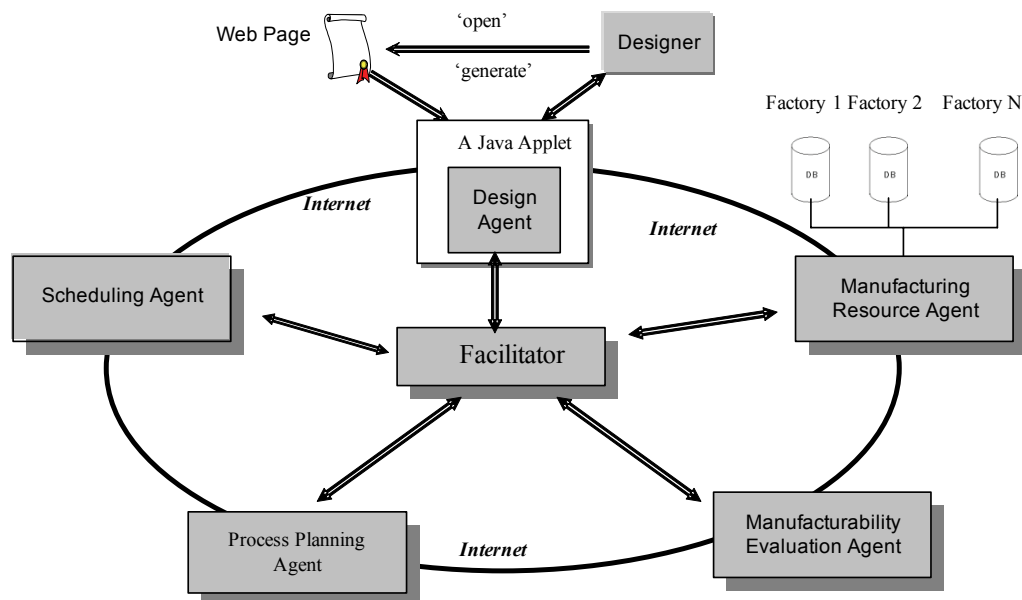 ‘open’
Web Page
Designer
‘generate’
Factory 1 Factory 2 Factory N
A Java Applet
DB
DB
DB
Design
Agent
Internet
Internet
Scheduling Agent
Manufacturing
Resource Agent
Facilitator
Process Planning
Agent
Internet
Manufacturability
Evaluation Agent